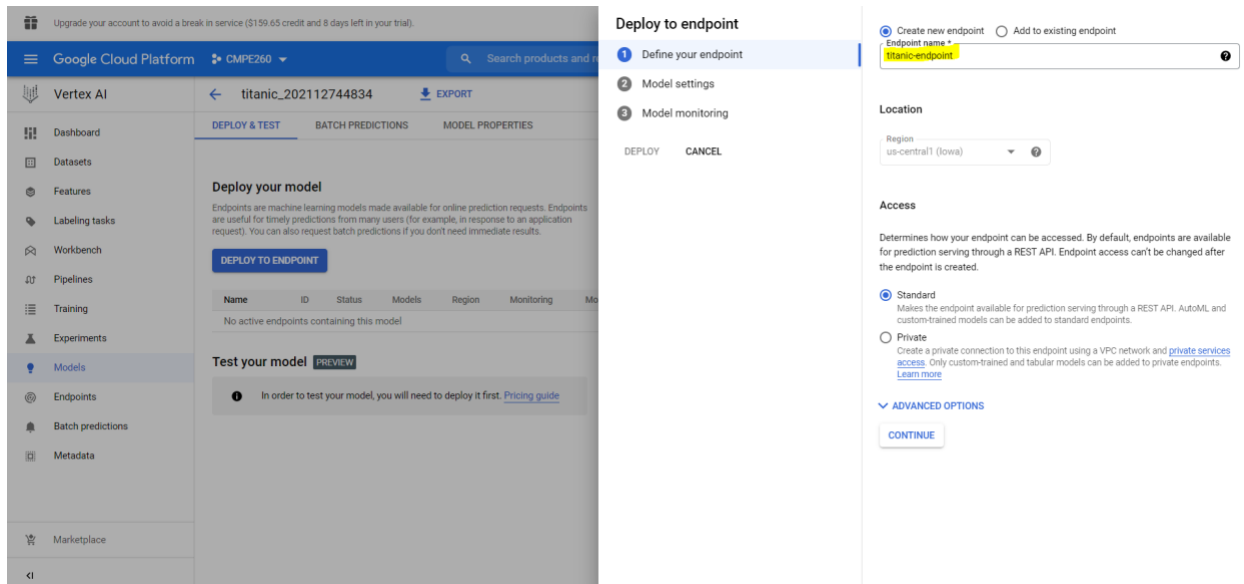 Upgrade your account to avoid a break in service ($159.65 credit and 8 days left in your trial).
Google Cloud Platform
CMPE260
Search products and
Vertex AI
titanic_202112744834
EXPORT
Dashboard
Datasets
Features
Labeling tasks
Workbench
Pipelines
Training
Experiments
Models
Endpoints
Batch predictions
Metadata
Marketplace
DEPLOY & TEST
BATCH PREDICTIONS
MODEL PROPERTIES
Deploy your model
Endpoints are machine learning models made available for online prediction requests. Endpoints
are useful for timely predictions from many users (for example, in response to an application
request). You can also request batch predictions if you don't need immediate results.
DEPLOY TO ENDPOINT
Name ID Status Models Region Monitoring Mo
No active endpoints containing this model
Test your model PREVIEW
In order to test your model, you will need to deploy it first. Pricing guide
Deploy to endpoint
1 Define your endpoint
2 Model settings
3 Model monitoring
DEPLOY CANCEL
Create new endpoint Add to existing endpoint
Endpoint name *
titanic-endpoint
Location
Region
us-central1 (Iowa)
Access
Determines how your endpoint can be accessed. By default, endpoints are available
for prediction serving through a REST API. Endpoint access can't be changed after
the endpoint is created.
Standard
Makes the endpoint available for prediction serving through a REST API. AutoML and
custom-trained models can be added to standard endpoints.
Private
Create a private connection to this endpoint using a VPC network and private services
access. Only custom-trained and tabular models can be added to private endpoints.
Learn more
ADVANCED OPTIONS
CONTINUE